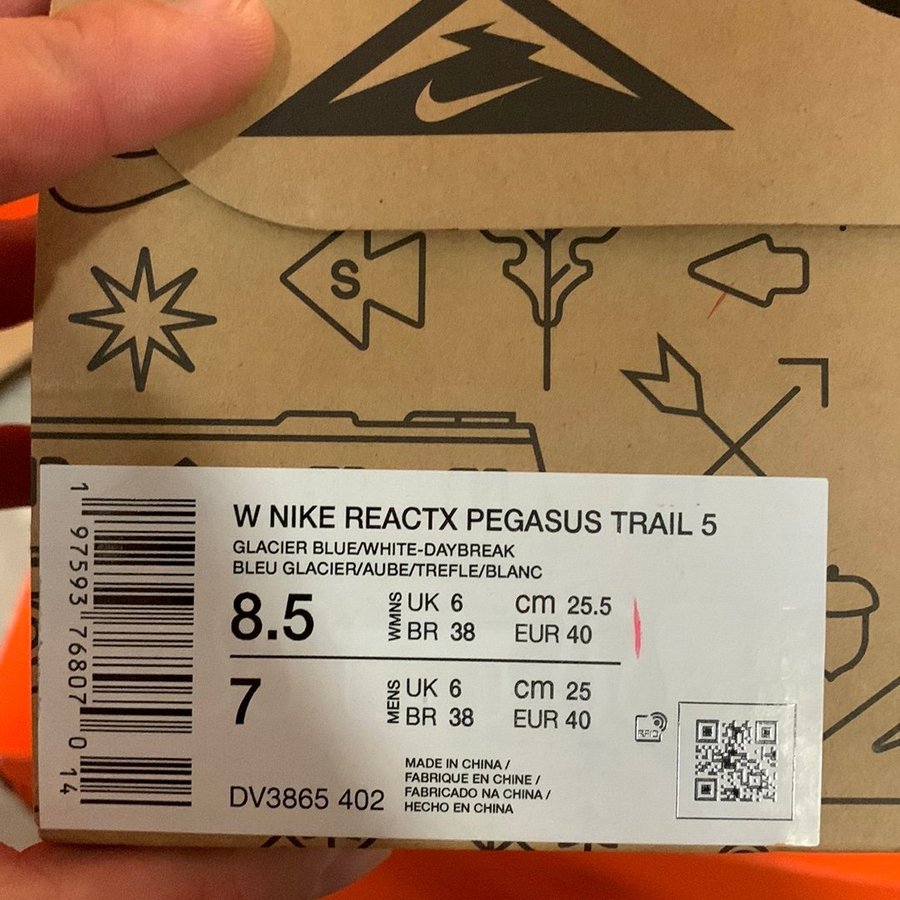 S
W NIKE REACTX PEGASUS TRAIL 5
GLACIER BLUE/WHITE-DAYBREAK
BLEU GLACIER/AUBE/TREFLE/BLANC
8.5 WMNS UK 6 cm 25.5
BR 38 EUR 40
7 MENS UK 6 cm 25
BR 38 EUR 40
DV3865 402
MADE IN CHINA /
FABRIQUE EN CHINE /
FABRICADO NA CHINA /
HECHO EN CHINA
1 97593 76807 0 14